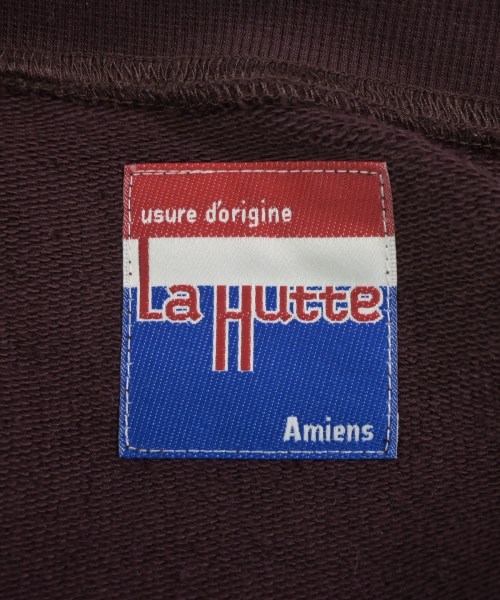 usure d'origine
La Hutte
Amiens